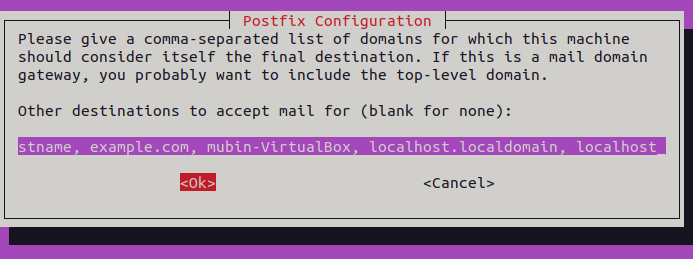 Postfix Configuration
Please give a comma-separated list of domains for which this machine
should consider itself the final destination. If this is a mail domain
gateway, you probably want to include the top-level domain.
Other destinations to accept mail for (blank for none):
stname, example.com, mubin-VirtualBox, localhost.localdomain, localhost
<Ok> <Cancel>